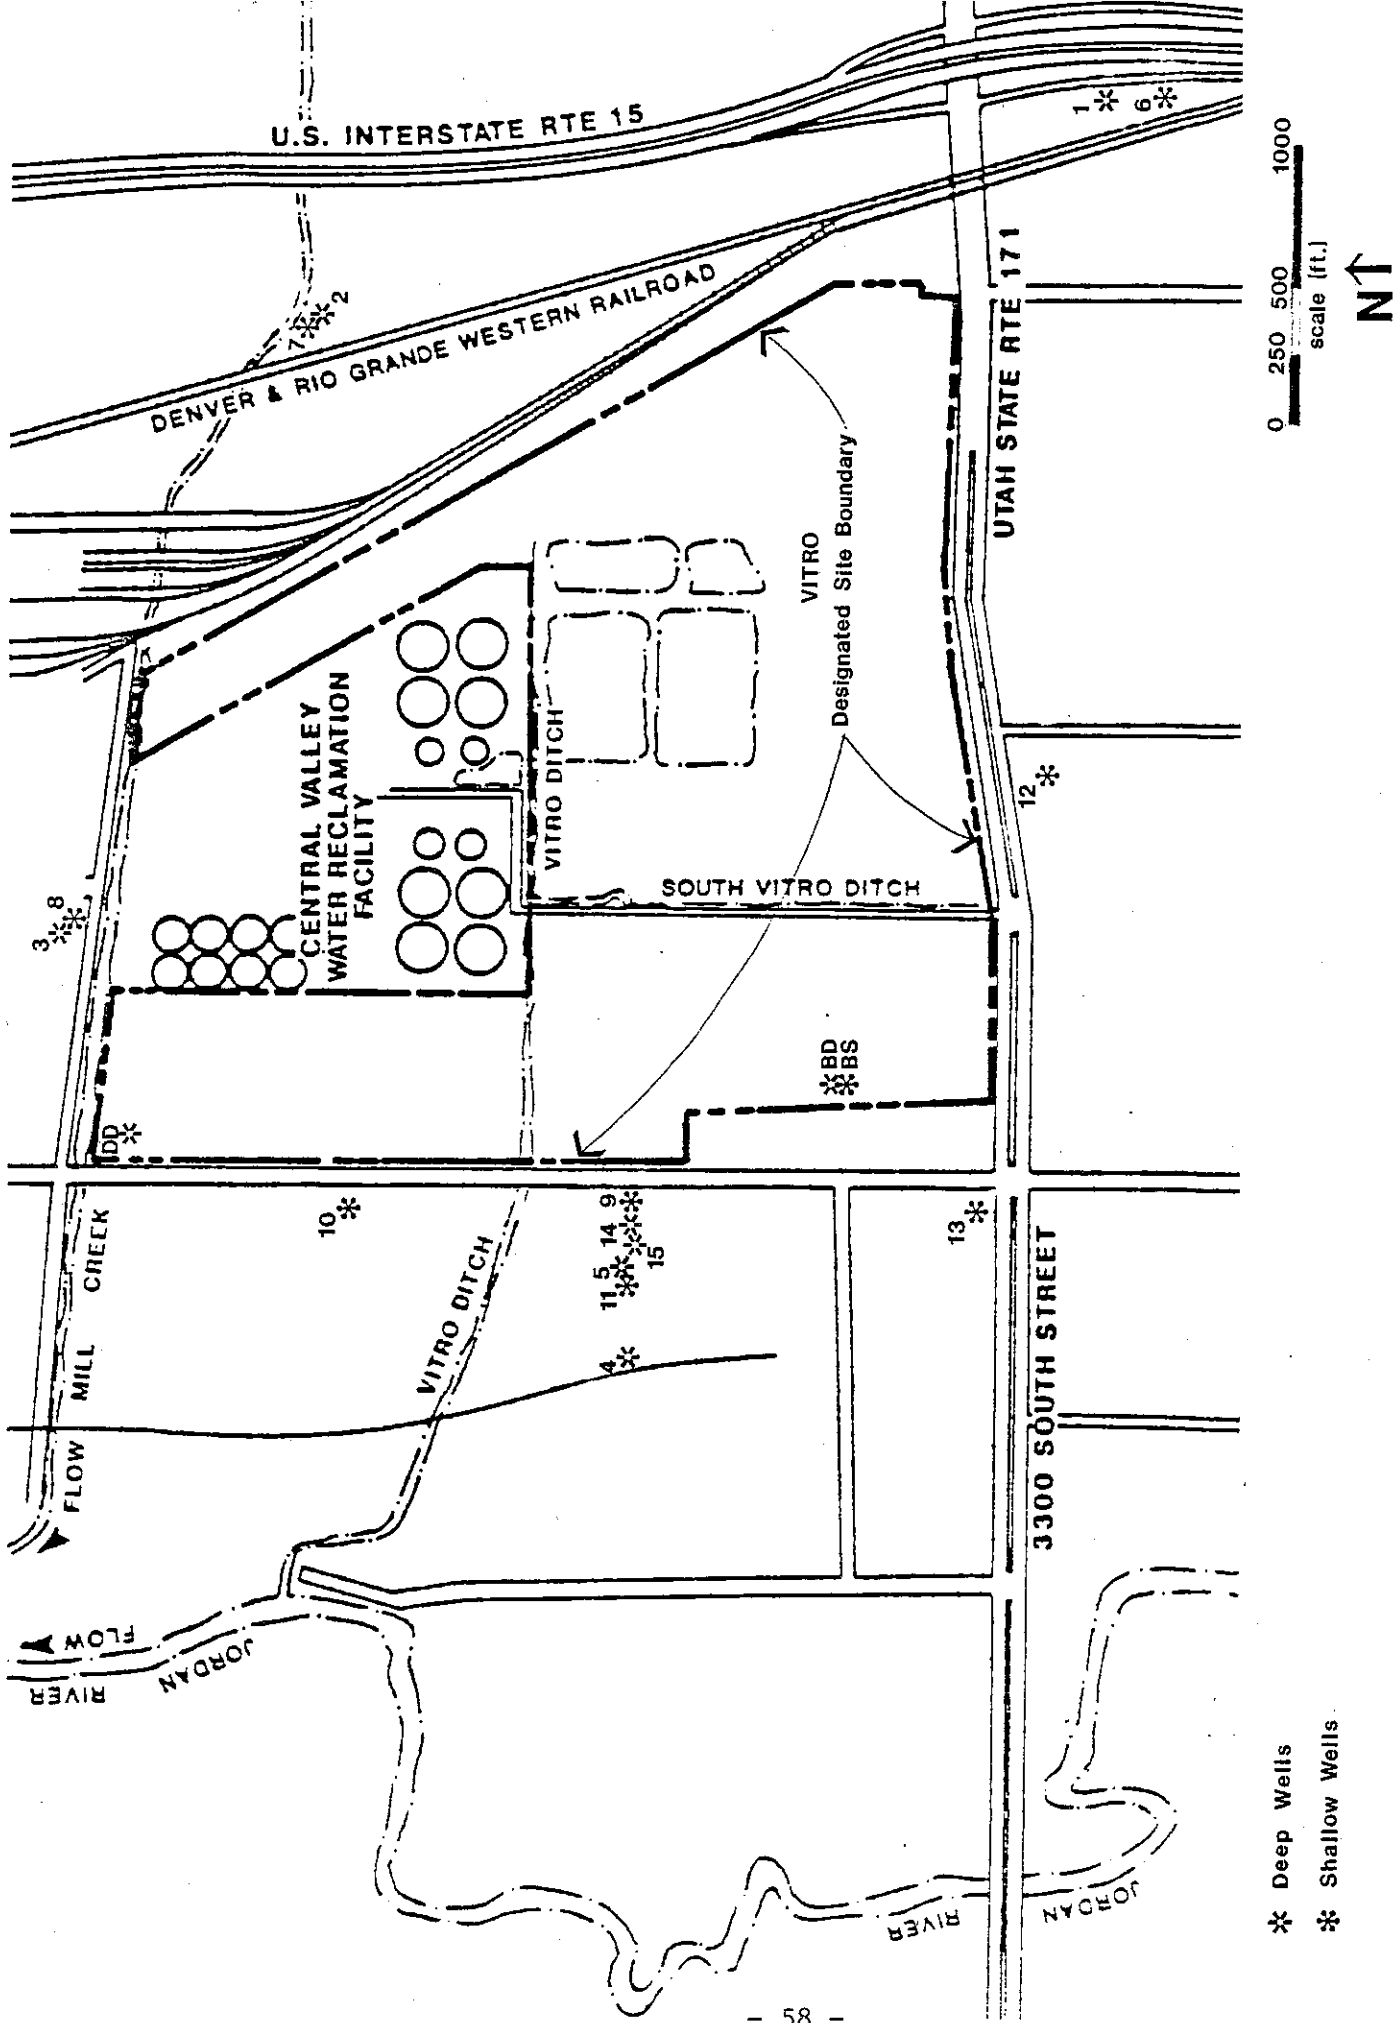 U.S. INTERSTATE RTE 15
DENVER & RIO GRANDE WESTERN RAILROAD
7
2
1
6
UTAH STATE RTE 171
0 250 500 1000
scale (ft.)
N
VITRO
Designated Site Boundary
CENTRAL VALLEY
WATER RECLAMATION
FACILITY
VITRO DITCH
SOUTH VITRO DITCH
12
3
8
BD
BS
DD
10
9
14
15
5
11
4
13
MILL CREEK
FLOW
VITRO DITCH
3300 SOUTH STREET
FLOW
JORDAN
RIVER
RIVER
JORDAN
Deep Wells
Shallow Wells
- 58 -